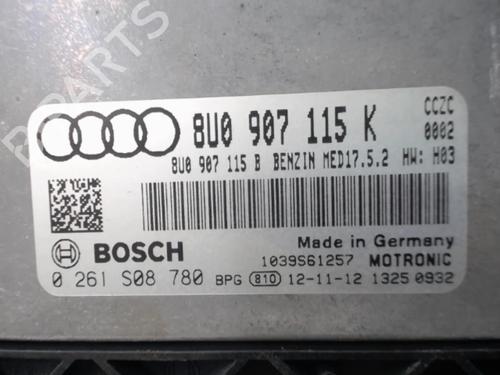 B-PARTS
8U0 907 115 K CCZC
0002
8U0 907 115 B BENZIN MED17.5.2 HW: H03
BOSCH
Made in Germany
1039S61257 MOTRONIC
0 261 S08 780 BPG 810 12-11-12 1325 0932